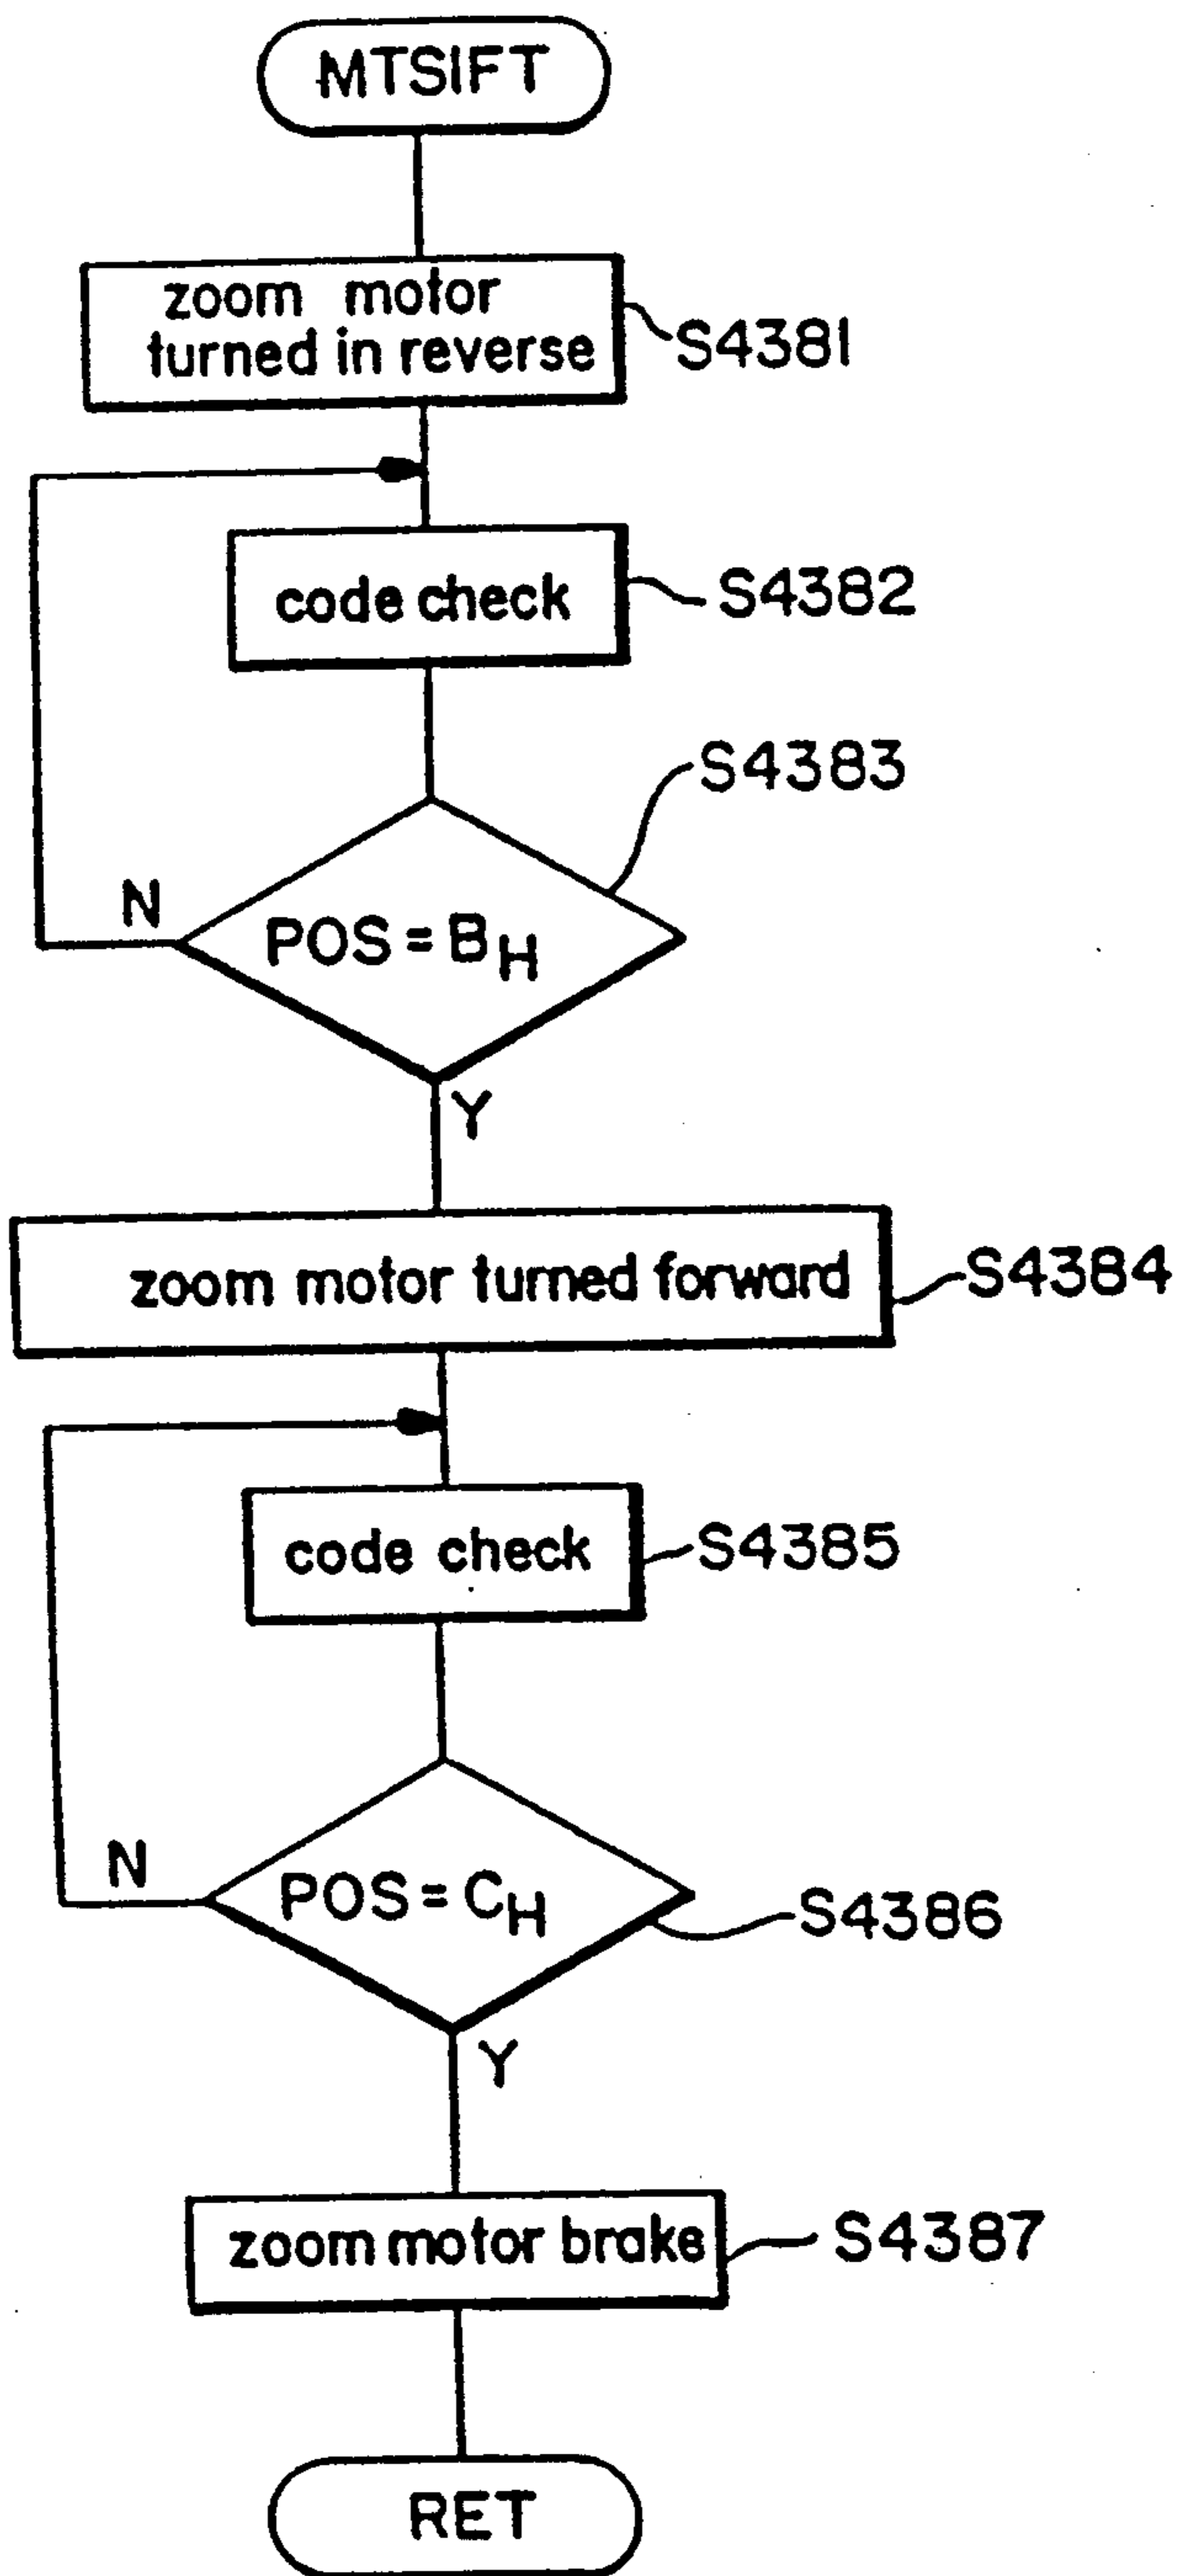 MTSIFT
zoom motor
turned in reverse
S4381
code check
S4382
S4383
N
POS = BH
Y
zoom motor turned forward
S4384
code check
S4385
N
POS = CH
S4386
Y
zoom motor brake
S4387
RET